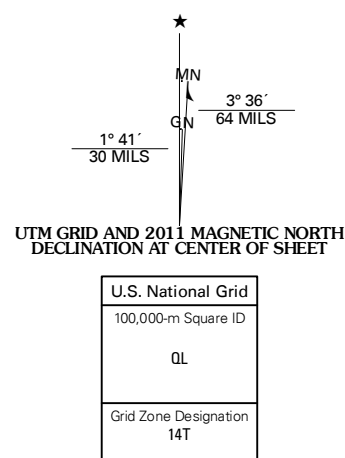 ★
MN
GN
3° 36´
64 MILS
1° 41´
30 MILS
UTM GRID AND 2011 MAGNETIC NORTH
DECLINATION AT CENTER OF SHEET
U.S. National Grid
100,000-m Square ID
QL
Grid Zone Designation
14T